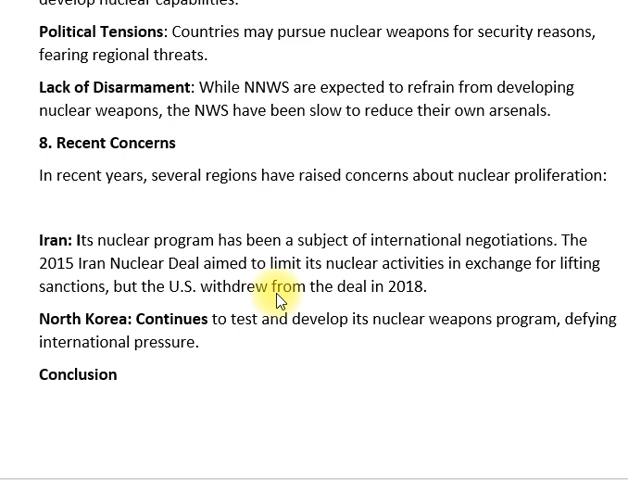 develop nuclear capabilities.
Political Tensions: Countries may pursue nuclear weapons for security reasons,
fearing regional threats.
Lack of Disarmament: While NNWS are expected to refrain from developing
nuclear weapons, the NWS have been slow to reduce their own arsenals.
8. Recent Concerns
In recent years, several regions have raised concerns about nuclear proliferation:
Iran: Its nuclear program has been a subject of international negotiations. The
2015 Iran Nuclear Deal aimed to limit its nuclear activities in exchange for lifting
sanctions, but the U.S. withdrew from the deal in 2018.
North Korea: Continues to test and develop its nuclear weapons program, defying
international pressure.
Conclusion